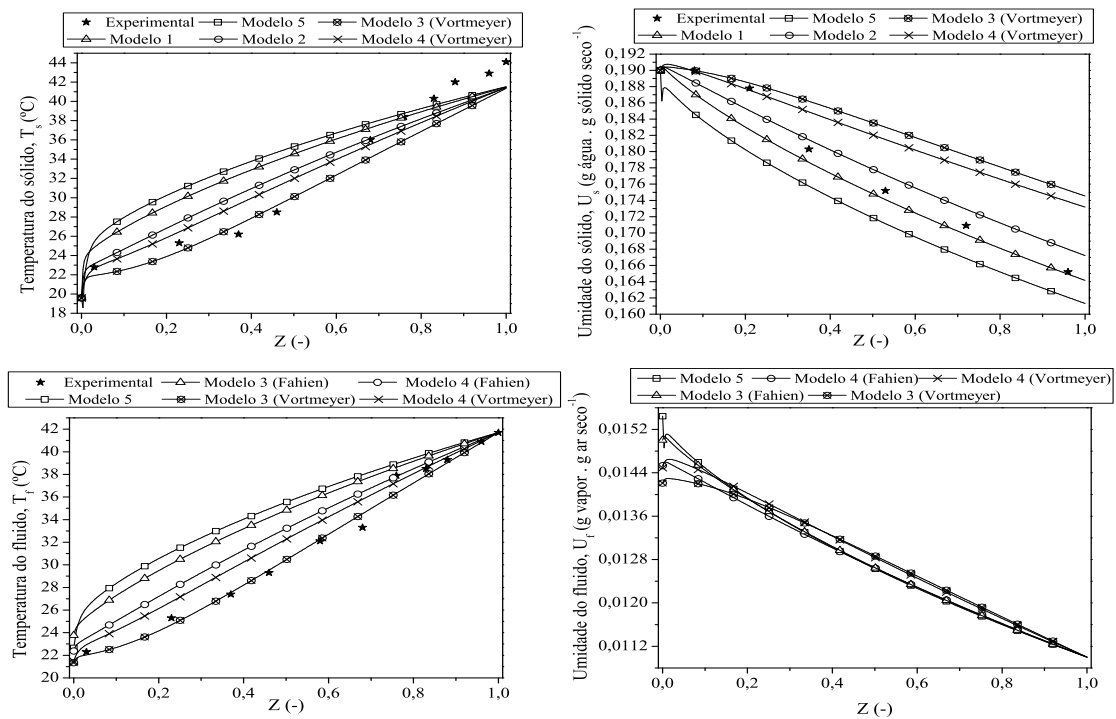 Experimental Modelo 5 Modelo 3 (Vortmeyer)
Modelo 1 Modelo 2 Modelo 4 (Vortmeyer)
Temperatura do sólido, T_s (ºC)
44
42
40
38
36
34
32
30
28
26
24
22
20
18
0,0 0,2 0,4 0,6 0,8 1,0
Z (-)
Experimental Modelo 5 Modelo 3 (Vortmeyer)
Modelo 1 Modelo 2 Modelo 4 (Vortmeyer)
Umidade do sólido, U_s (g água . g sólido seco⁻¹)
0,192
0,190
0,188
0,186
0,184
0,182
0,180
0,178
0,176
0,174
0,172
0,170
0,168
0,166
0,164
0,162
0,160
0,0 0,2 0,4 0,6 0,8 1,0
Z (-)
Experimental Modelo 3 (Fahien) Modelo 4 (Fahien)
Modelo 5 Modelo 3 (Vortmeyer) Modelo 4 (Vortmeyer)
Temperatura do fluido, T_f (ºC)
42
40
38
36
34
32
30
28
26
24
22
20
0,0 0,2 0,4 0,6 0,8 1,0
Z (-)
Modelo 5 Modelo 4 (Fahien) Modelo 4 (Vortmeyer)
Modelo 3 (Fahien) Modelo 3 (Vortmeyer)
Umidade do fluido, U_f (g vapor . g ar seco⁻¹)
0,0152
0,0144
0,0136
0,0128
0,0120
0,0112
0,0 0,2 0,4 0,6 0,8 1,0
Z (-)